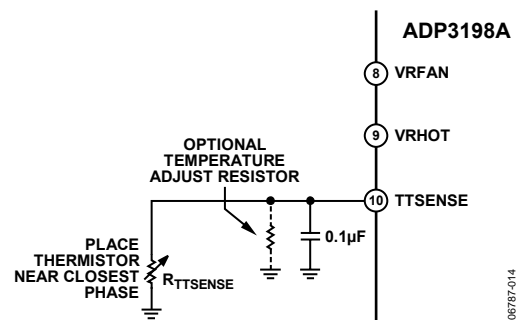 ADP3198A
8 VRFAN
9 VRHOT
OPTIONAL
TEMPERATURE
ADJUST RESISTOR
10 TTSENSE
0.1µF
PLACE
THERMISTOR
NEAR CLOSEST
PHASE
RTTSENSE
06787-014